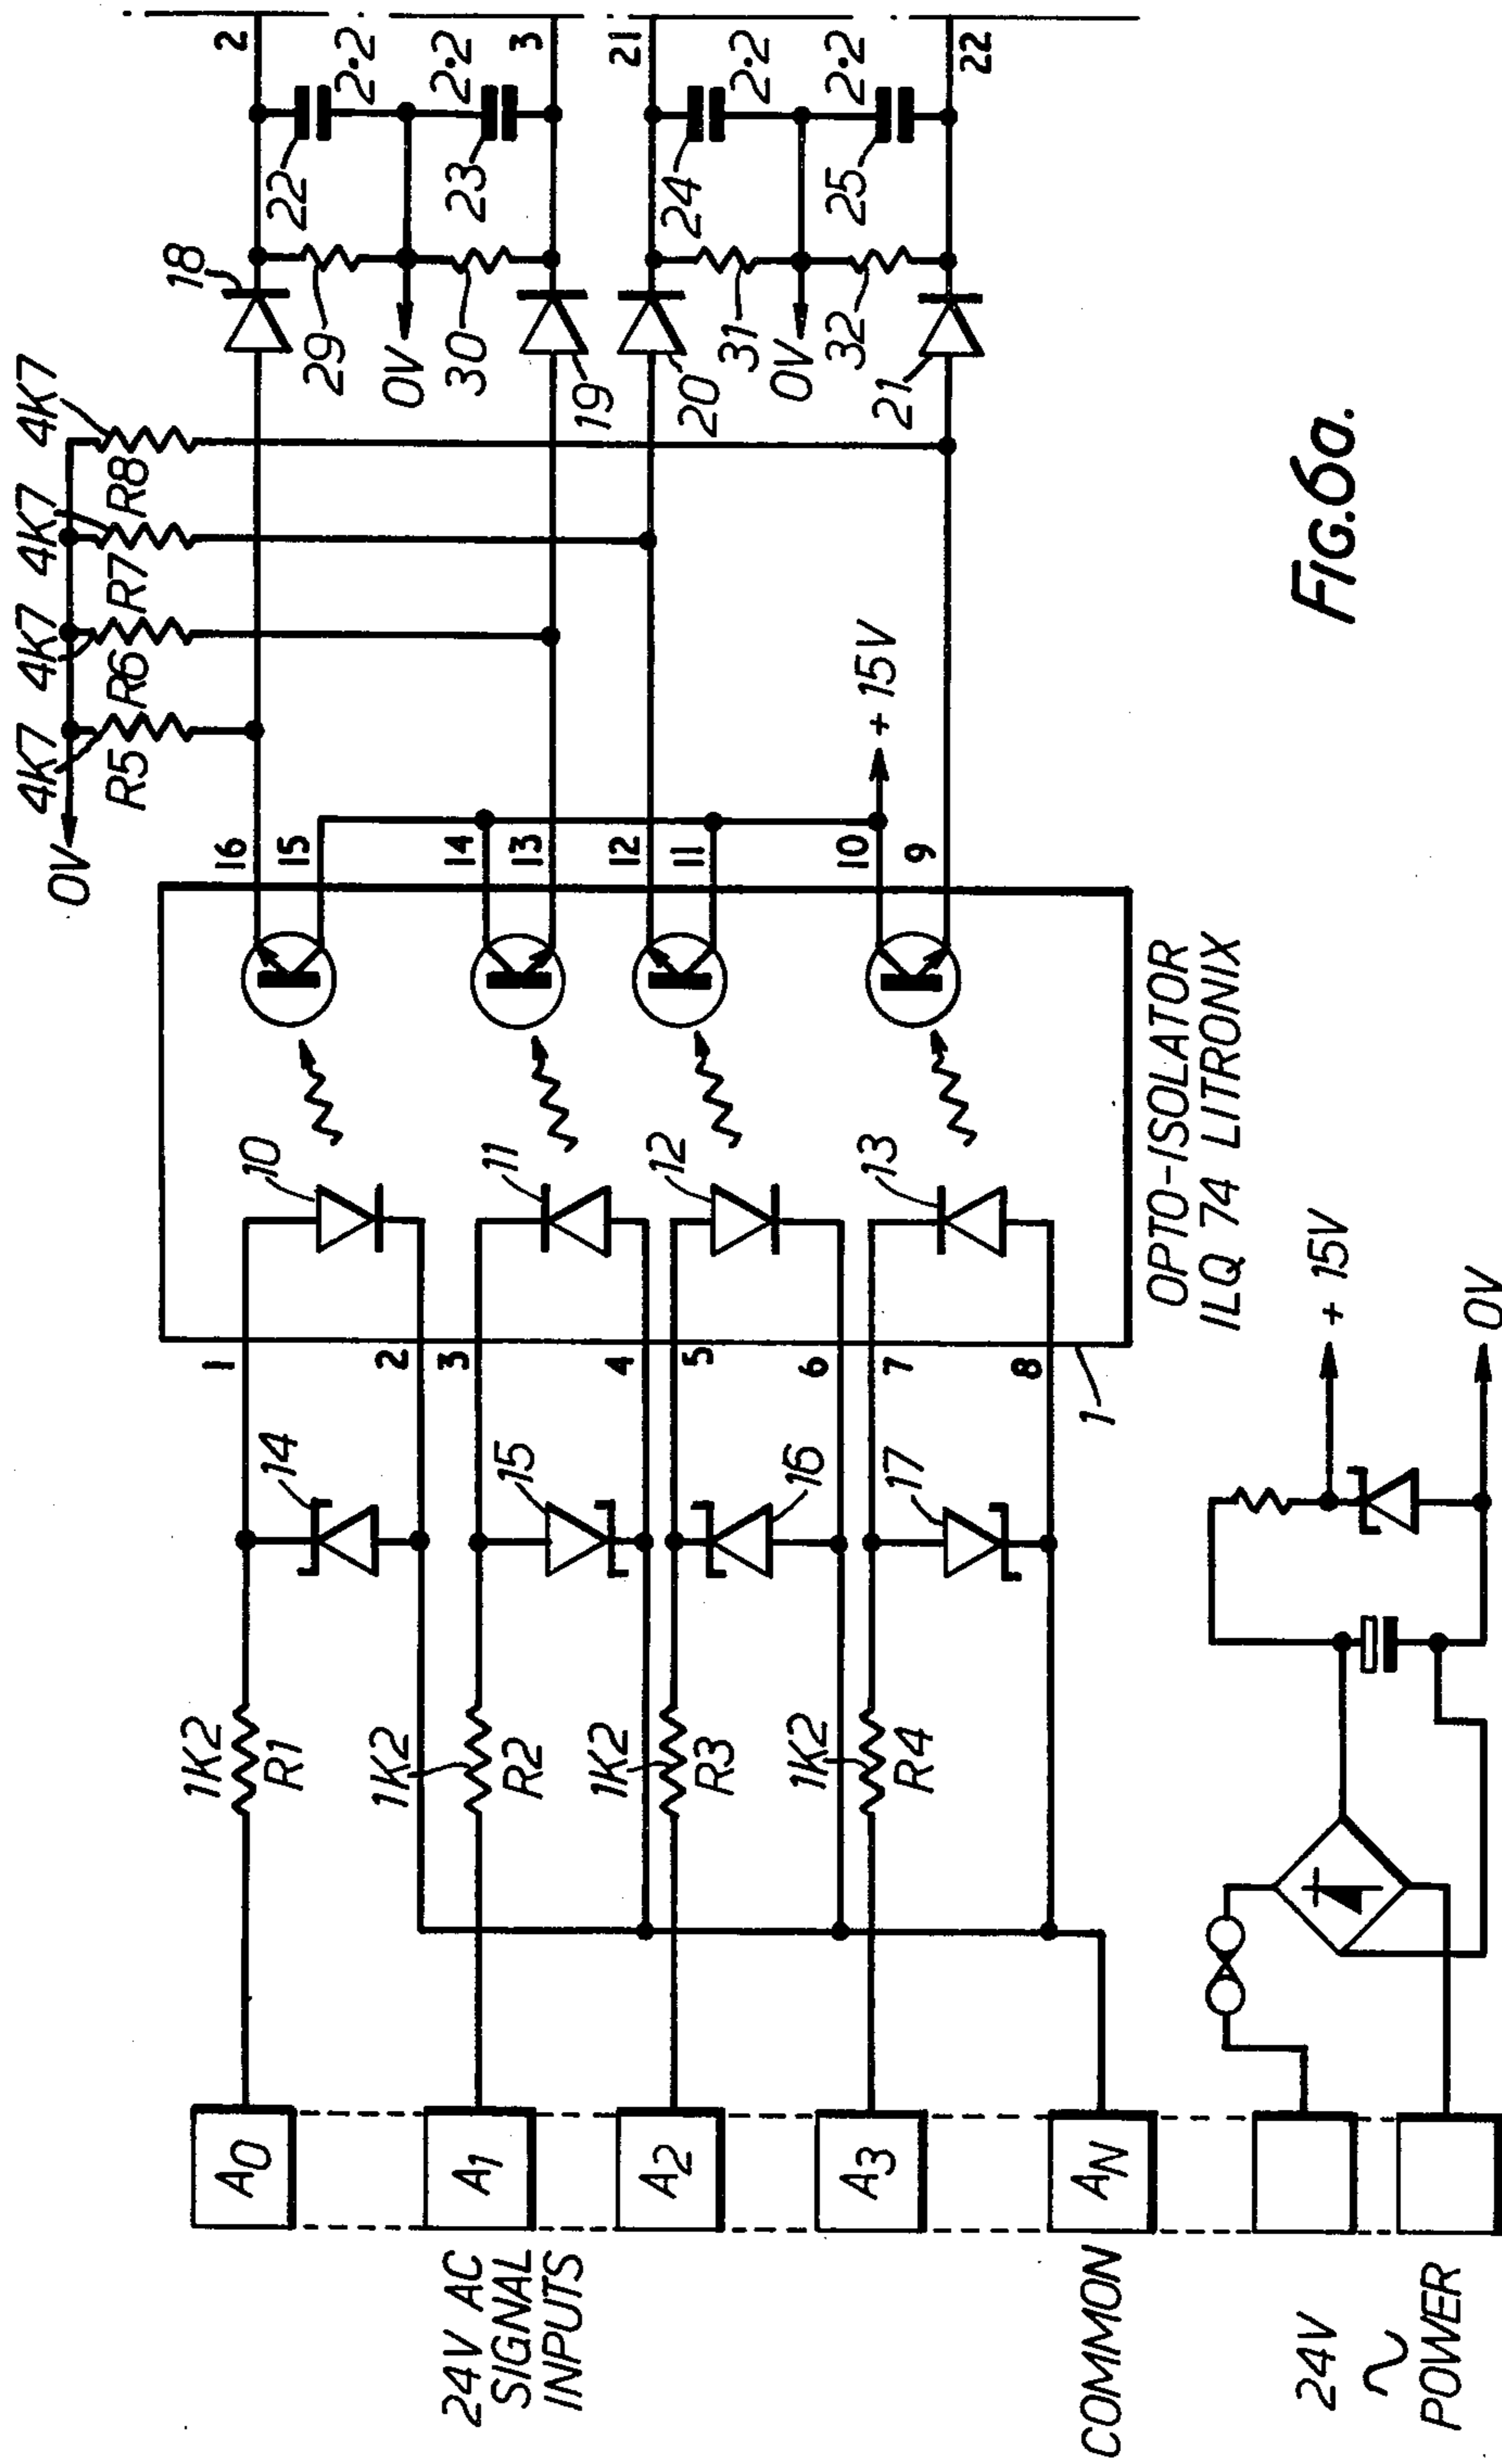 4K7 4K7 4K7 4K7
0V
R5 R6 R7 R8
16
15
14
13
12
11
10
9
+15V
18
2
22 2·2
29
0V
30
23 2·2
3
19
20
21
24 2·2
31
0V
32
25 2·2
22
21
1K2
R1
1K2
R2
1K2
R3
1K2
R4
14
15
16
17
1
2
3
4
5
6
7
8
10
11
12
13
1
OPTO-ISOLATOR
ILQ 74 LITRONIX
A0
A1
A2
A3
AN
24V AC
SIGNAL
INPUTS
COMMON
24V
~
POWER
+15V
0V
FIG.6a.